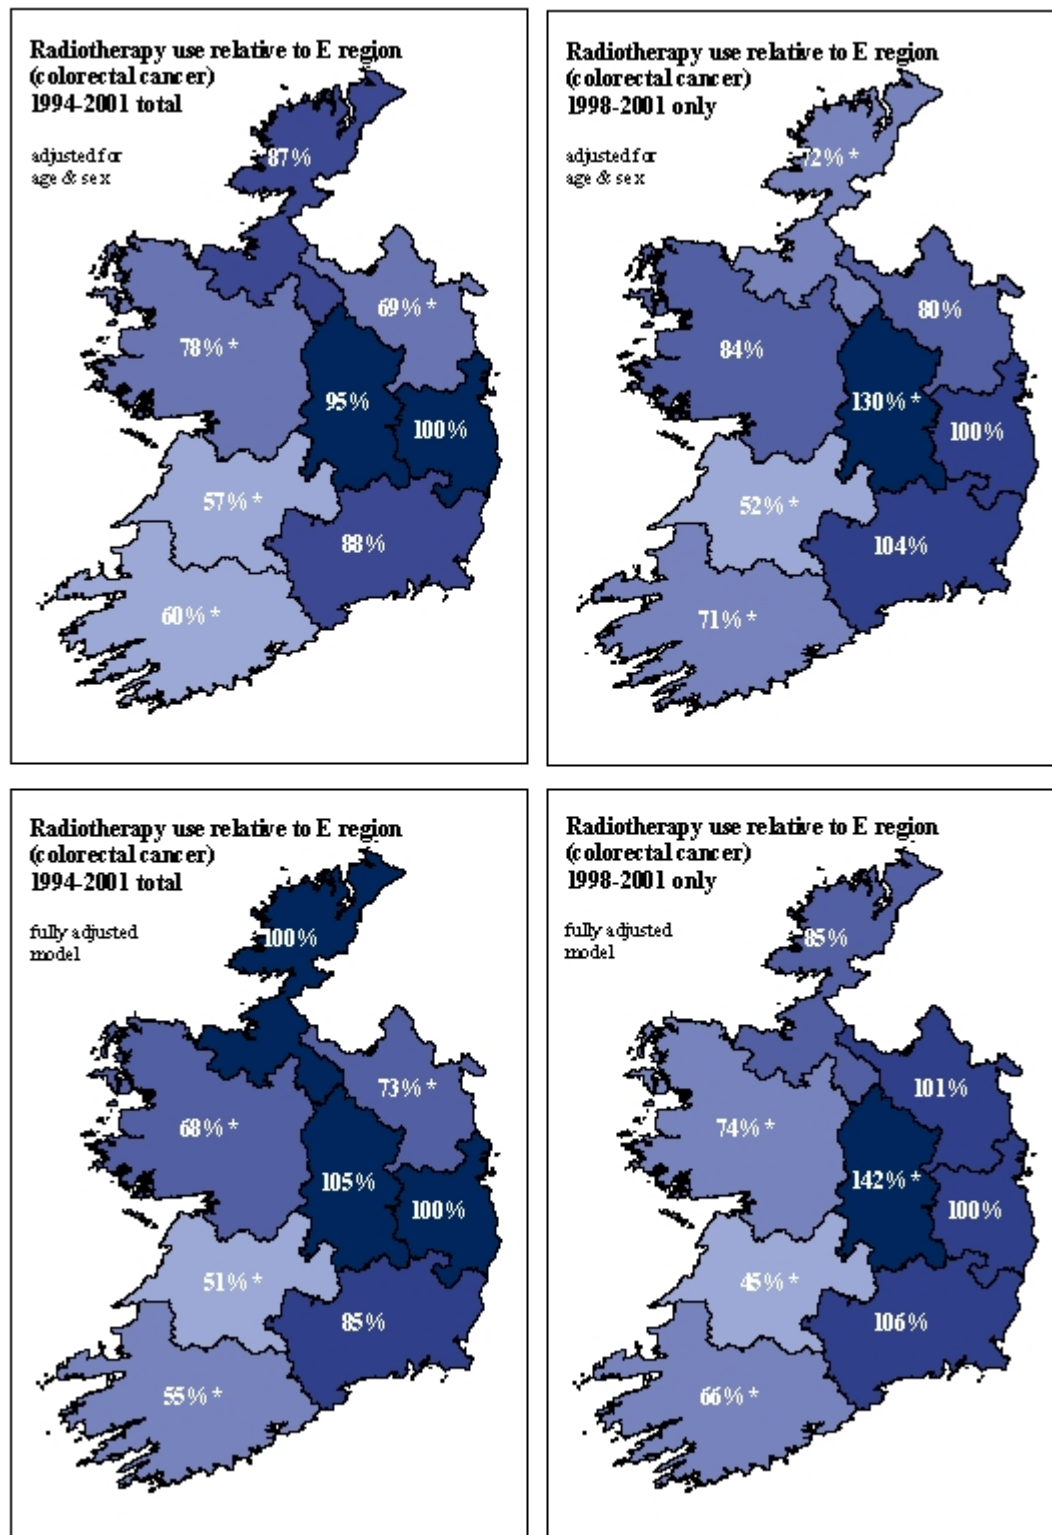 Radiotherapy use relative to E region
(colorectal cancer)
1994-2001 total
adjusted for
age & sex
87%
69% *
78% *
95%
100%
57% *
88%
60% *
Radiotherapy use relative to E region
(colorectal cancer)
1998-2001 only
adjusted for
age & sex
72% *
80%
84%
130% *
100%
52% *
104%
71% *
Radiotherapy use relative to E region
(colorectal cancer)
1994-2001 total
fully adjusted
model
100%
73% *
68% *
105%
100%
51% *
85%
55% *
Radiotherapy use relative to E region
(colorectal cancer)
1998-2001 only
fully adjusted
model
85%
101%
74% *
142% *
100%
45% *
106%
66% *